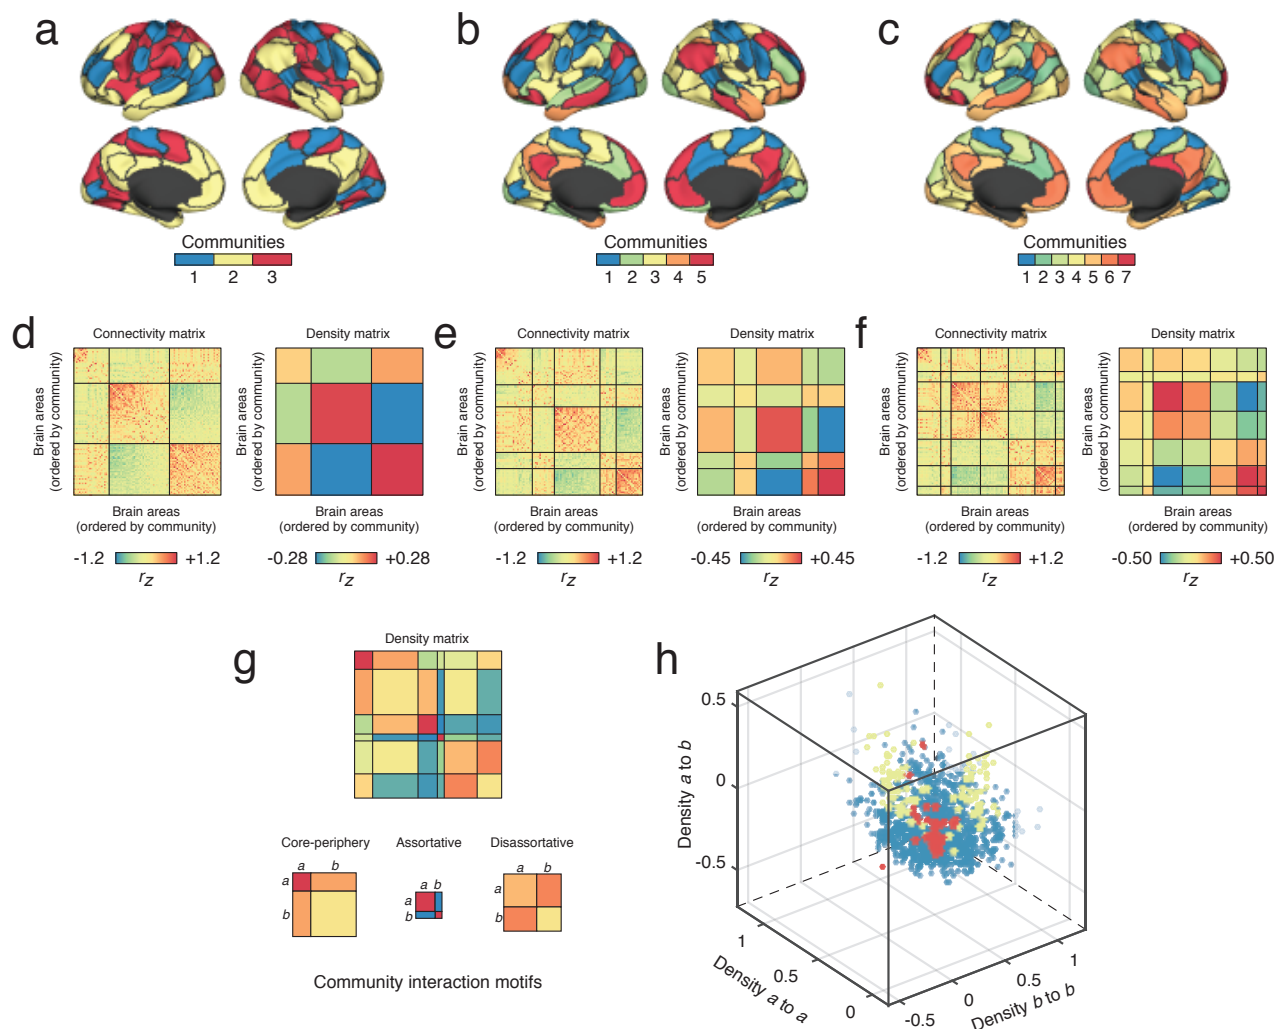 a
b
c
Communities
1 2 3
Communities
1 2 3 4 5
Communities
1 2 3 4 5 6 7
d
Connectivity matrix
Density matrix
Brain areas
(ordered by community)
Brain areas
(ordered by community)
Brain areas
(ordered by community)
Brain areas
(ordered by community)
-1.2 +1.2
rz
-0.28 +0.28
rz
e
Connectivity matrix
Density matrix
Brain areas
(ordered by community)
Brain areas
(ordered by community)
Brain areas
(ordered by community)
Brain areas
(ordered by community)
-1.2 +1.2
rz
-0.45 +0.45
rz
f
Connectivity matrix
Density matrix
Brain areas
(ordered by community)
Brain areas
(ordered by community)
Brain areas
(ordered by community)
Brain areas
(ordered by community)
-1.2 +1.2
rz
-0.50 +0.50
rz
g
Density matrix
Core-periphery
a b
a
b
Assortative
a b
a
b
Disassortative
a b
a
b
Community interaction motifs
h
Density a to b
0.5
0
-0.5
1
0.5
0
Density a to a
-0.5
0
0.5
1
Density b to b